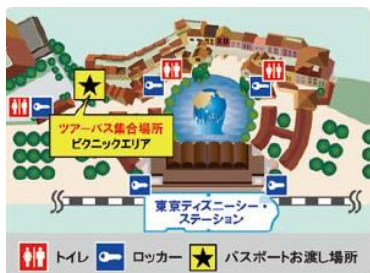 ツアーバス集合場所
ピクニックエリア
東京ディズニーシー・
ステーション
トイレ
ロッカー
パスポートお渡し場所